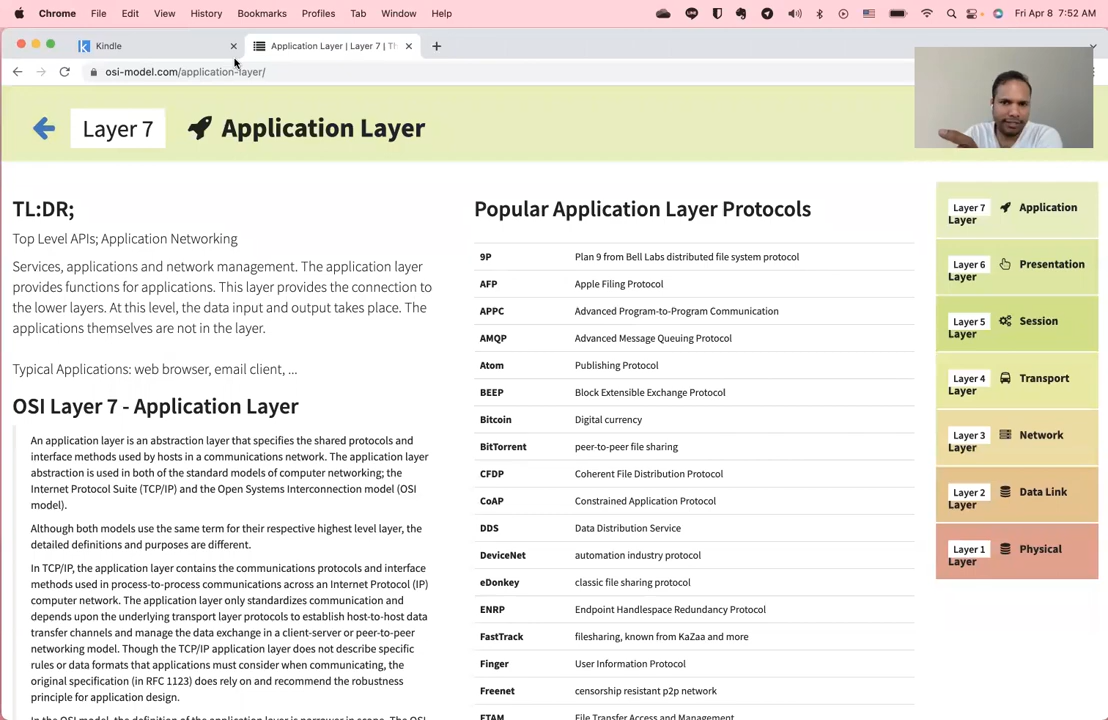 Chrome File Edit View History Bookmarks Profiles Tab Window Help Fri Apr 8 7:52 AM
Kindle
Application Layer | Layer 7 | Th
osi-model.com/application-layer/
Layer 7 Application Layer
TL:DR;
Top Level APIs; Application Networking
Services, applications and network management. The application layer
provides functions for applications. This layer provides the connection to
the lower layers. At this level, the data input and output takes place. The
applications themselves are not in the layer.
Typical Applications: web browser, email client, ...
OSI Layer 7 - Application Layer
An application layer is an abstraction layer that specifies the shared protocols and
interface methods used by hosts in a communications network. The application layer
abstraction is used in both of the standard models of computer networking; the
Internet Protocol Suite (TCP/IP) and the Open Systems Interconnection model (OSI
model).
Although both models use the same term for their respective highest level layer, the
detailed definitions and purposes are different.
In TCP/IP, the application layer contains the communications protocols and interface
methods used in process-to-process communications across an Internet Protocol (IP)
computer network. The application layer only standardizes communication and
depends upon the underlying transport layer protocols to establish host-to-host data
transfer channels and manage the data exchange in a client-server or peer-to-peer
networking model. Though the TCP/IP application layer does not describe specific
rules or data formats that applications must consider when communicating, the
original specification (in RFC 1123) does rely on and recommend the robustness
principle for application design.
In the OSI model, the definition of the application layer is narrower in scope. The OSI
Popular Application Layer Protocols
9P Plan 9 from Bell Labs distributed file system protocol
AFP Apple Filing Protocol
APPC Advanced Program-to-Program Communication
AMQP Advanced Message Queuing Protocol
Atom Publishing Protocol
BEEP Block Extensible Exchange Protocol
Bitcoin Digital currency
BitTorrent peer-to-peer file sharing
CFDP Coherent File Distribution Protocol
CoAP Constrained Application Protocol
DDS Data Distribution Service
DeviceNet automation industry protocol
eDonkey classic file sharing protocol
ENRP Endpoint Handlespace Redundancy Protocol
FastTrack filesharing, known from KaZaa and more
Finger User Information Protocol
Freenet censorship resistant p2p network
FTAM File Transfer Access and Management
Layer 7 Application
Layer
Layer 6 Presentation
Layer
Layer 5 Session
Layer
Layer 4 Transport
Layer
Layer 3 Network
Layer
Layer 2 Data Link
Layer
Layer 1 Physical
Layer